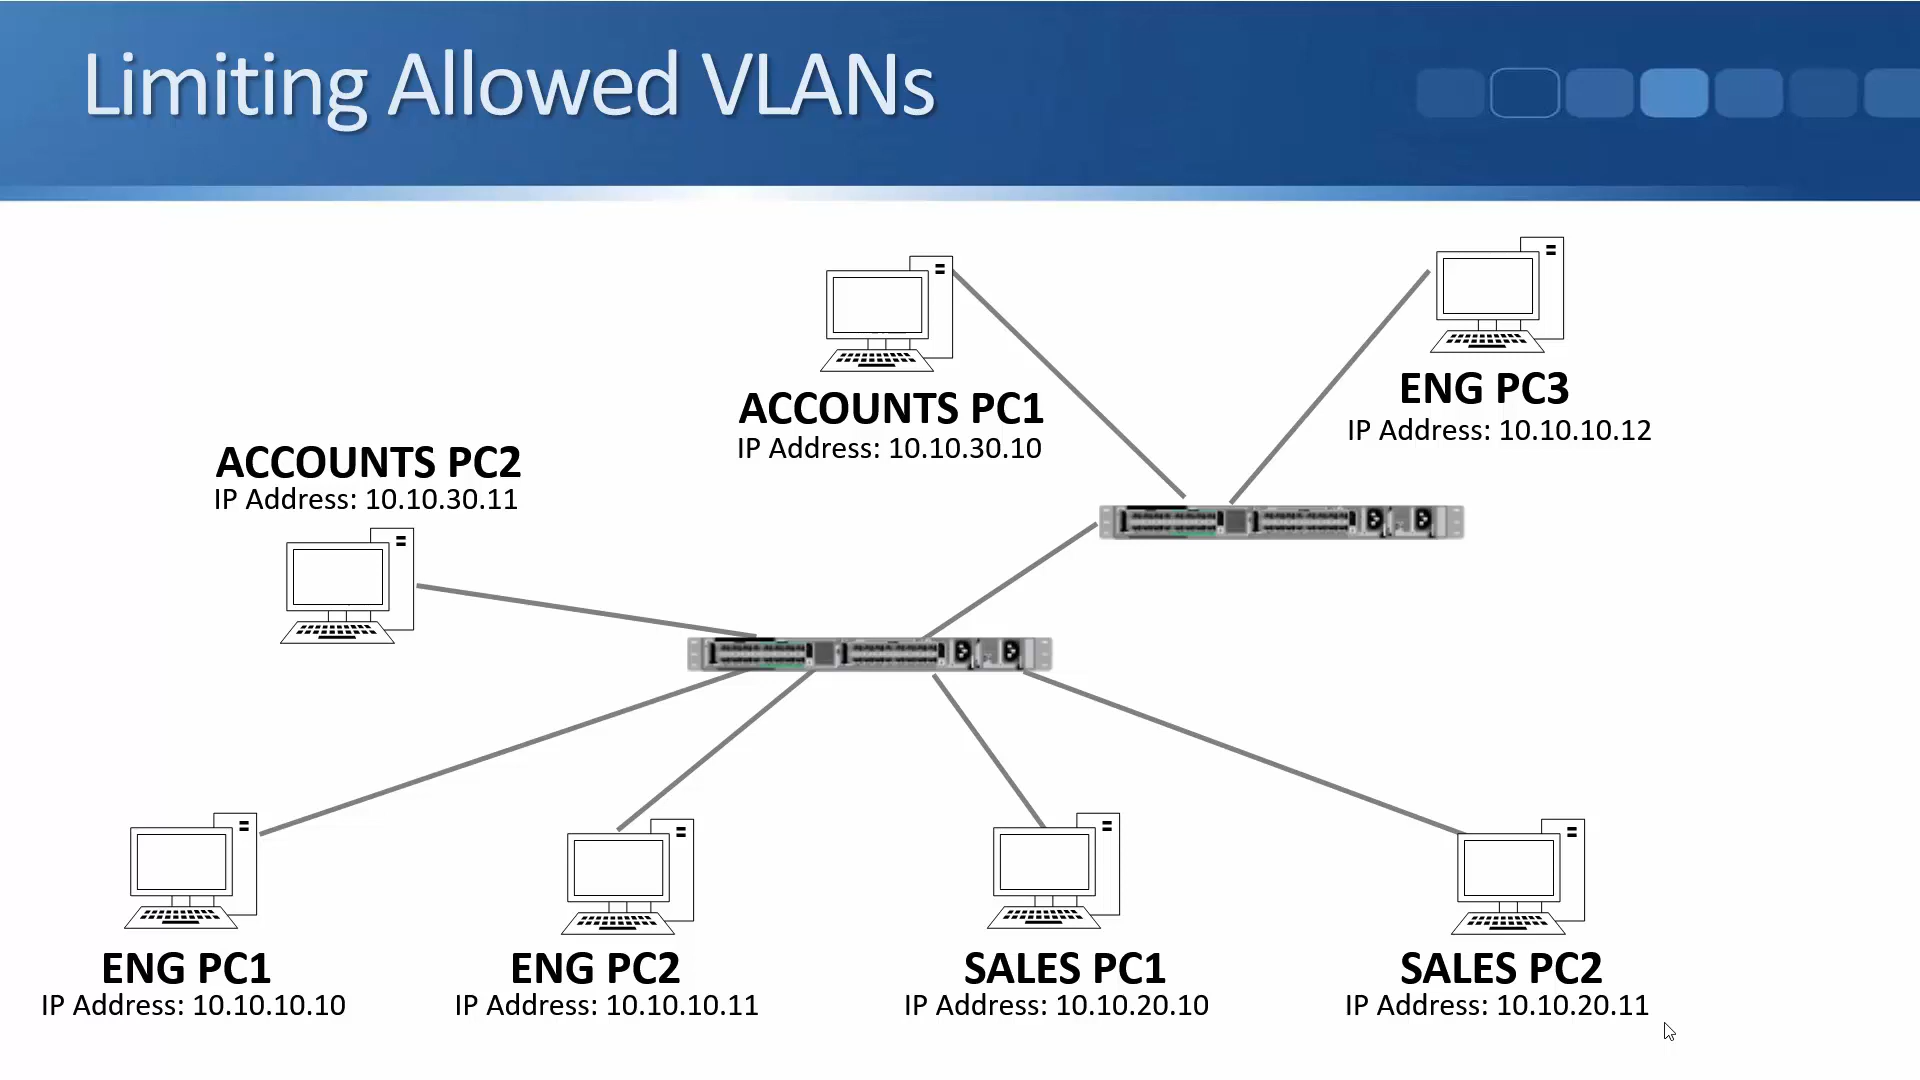 Limiting Allowed VLANs
ACCOUNTS PC1
IP Address: 10.10.30.10
ENG PC3
IP Address: 10.10.10.12
ACCOUNTS PC2
IP Address: 10.10.30.11
ENG PC1
IP Address: 10.10.10.10
ENG PC2
IP Address: 10.10.10.11
SALES PC1
IP Address: 10.10.20.10
SALES PC2
IP Address: 10.10.20.11